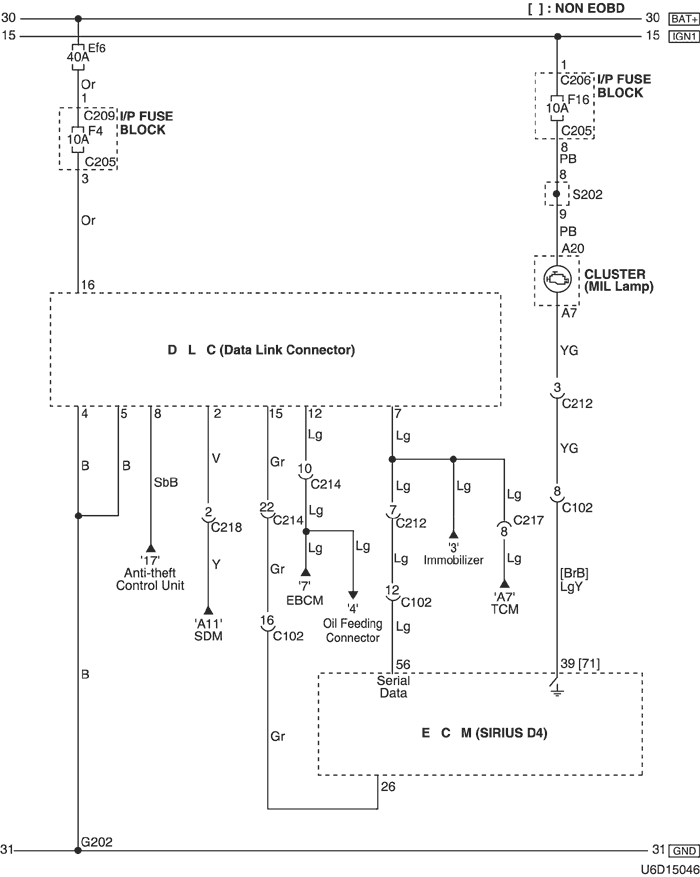 [ ] : NON EOBD
30 30 BAT+
15 15 IGN1
Ef6
40A
Or
1
C209
I/P FUSE
BLOCK
F4
10A
C205
3
Or
16
1
C206
I/P FUSE
BLOCK
F16
10A
C205
8
PB
8
S202
9
PB
A20
CLUSTER
(MIL Lamp)
A7
YG
3
C212
YG
8
C102
[BrB]
LgY
39 [71]
D L C (Data Link Connector)
4 5 8 2 15 12 7
B B SbB V Gr Lg Lg
10
C214
Lg Lg Lg Lg
2
C218
22
C214
7
C212
C217
8
Lg Lg Lg Lg
'17'
Anti-theft
Control Unit
Y
Gr
'3'
Immobilizer
'7'
EBCM
'4'
Oil Feeding
Connector
12
C102
'A7'
TCM
'A11'
SDM
16
C102
Lg
B
56
Serial
Data
E C M (SIRIUS D4)
Gr
26
G202
31 31 GND
U6D15046